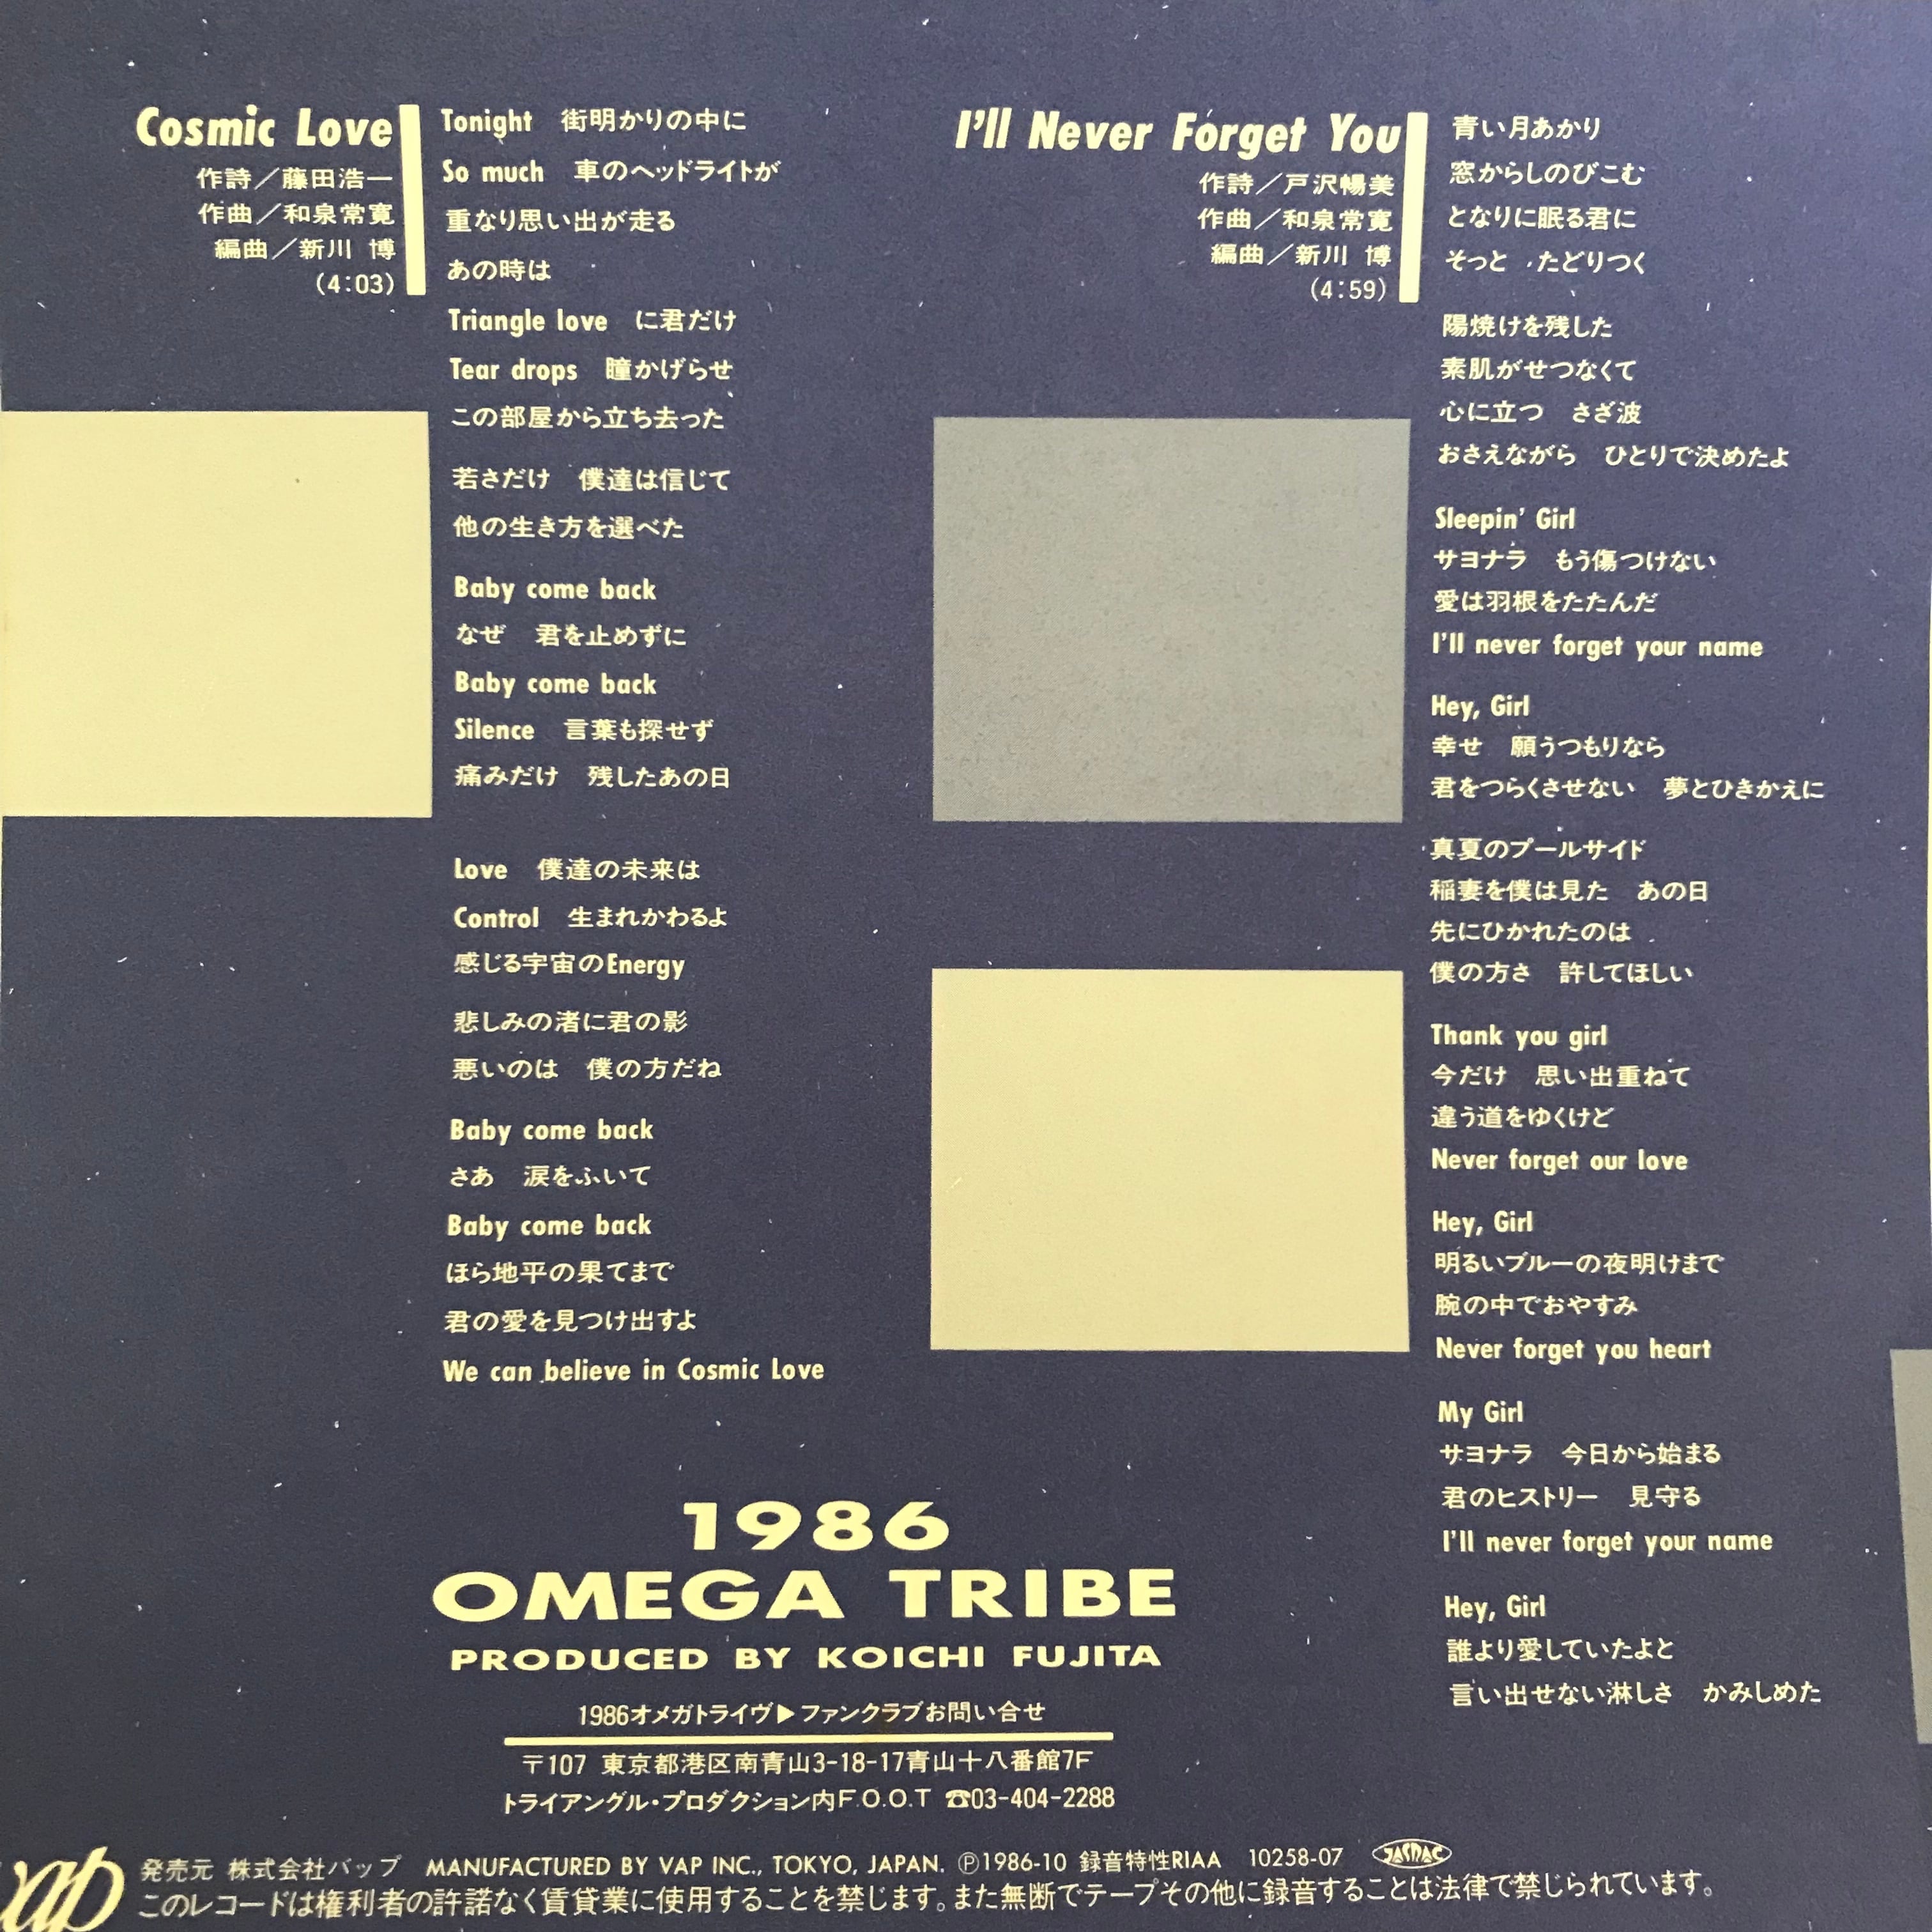 Cosmic Love
作詩／藤田浩一
作曲／和泉常寛
編曲／新川 博
(4:03)
Tonight　街明かりの中に
So much　車のヘッドライトが
重なり思い出が走る
あの時は
Triangle love　に君だけ
Tear drops　瞳かげらせ
この部屋から立ち去った
若さだけ　僕達は信じて
他の生き方を選べた
Baby come back
なぜ　君を止めずに
Baby come back
Silence　言葉も探せず
痛みだけ　残したあの日
Love　僕達の未来は
Control　生まれかわるよ
感じる宇宙のEnergy
悲しみの渚に君の影
悪いのは　僕の方だね
Baby come back
さあ　涙をふいて
Baby come back
ほら地平の果てまで
君の愛を見つけ出すよ
We can believe in Cosmic Love
I'll Never Forget You
作詩／戸沢暢美
作曲／和泉常寛
編曲／新川 博
(4:59)
青い月あかり
窓からしのびこむ
となりに眠る君に
そっと　たどりつく
陽焼けを残した
素肌がせつなくて
心に立つ　さざ波
おさえながら　ひとりで決めたよ
Sleepin' Girl
サヨナラ　もう傷つけない
愛は羽根をたたんだ
I'll never forget your name
Hey, Girl
幸せ　願うつもりなら
君をつらくさせない　夢とひきかえに
真夏のプールサイド
稲妻を僕は見た　あの日
先にひかれたのは
僕の方さ　許してほしい
Thank you girl
今だけ　思い出重ねて
違う道をゆくけど
Never forget our love
Hey, Girl
明るいブルーの夜明けまで
腕の中でおやすみ
Never forget you heart
My Girl
サヨナラ　今日から始まる
君のヒストリー　見守る
I'll never forget your name
Hey, Girl
誰より愛していたよと
言い出せない淋しさ　かみしめた
1986
OMEGA TRIBE
PRODUCED BY KOICHI FUJITA
1986オメガトライヴ▶ファンクラブお問い合せ
〒107 東京都港区南青山3-18-17青山十八番館7F
トライアングル・プロダクション内F.O.O.T ☎03-404-2288
vap
発売元 株式会社バップ　MANUFACTURED BY VAP INC., TOKYO, JAPAN. Ⓟ1986-10 録音特性RIAA　10258-07 JASRAC
このレコードは権利者の許諾なく賃貸業に使用することを禁じます。また無断でテープその他に録音することは法律で禁じられています。